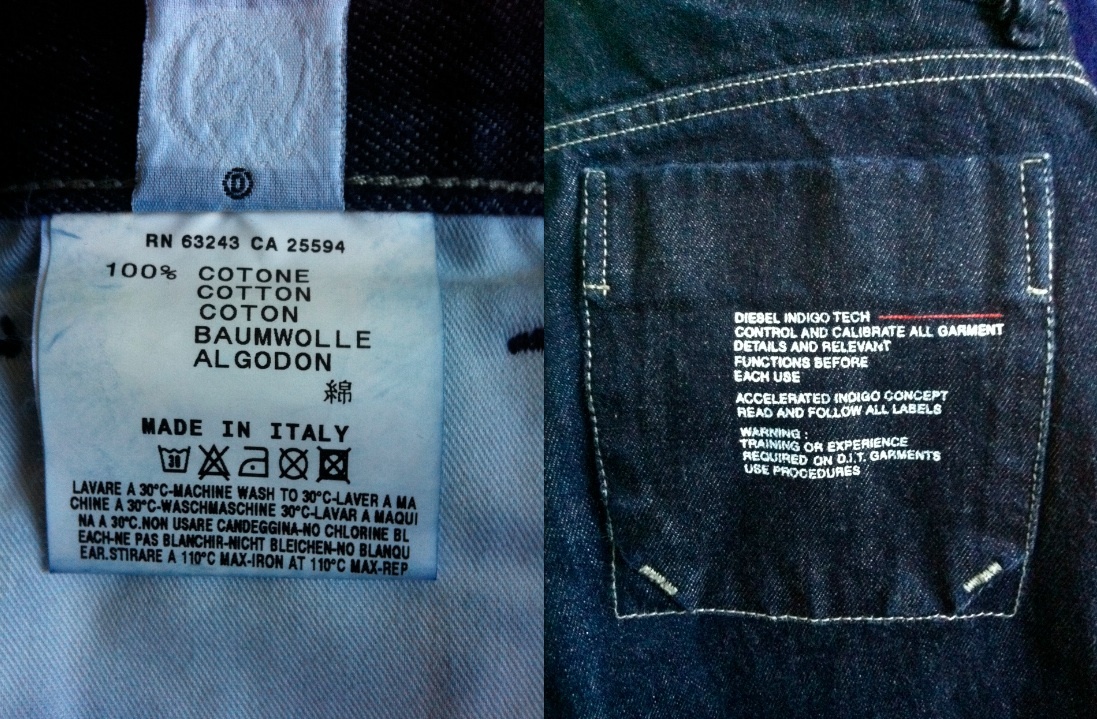 D
RN 63243 CA 25594
100% COTONE
COTTON
COTON
BAUMWOLLE
ALGODON
綿
MADE IN ITALY
30
LAVARE A 30°C-MACHINE WASH TO 30°C-LAVER A MA
CHINE A 30°C-WASCHMASCHINE 30°C-LAVAR A MAQUI
NA A 30°C.NON USARE CANDEGGINA-NO CHLORINE BL
EACH-NE PAS BLANCHIR-NICHT BLEICHEN-NO BLANQU
EAR.STIRARE A 110°C MAX-IRON AT 110°C MAX-REP
DIESEL INDIGO TECH
CONTROL AND CALIBRATE ALL GARMENT
DETAILS AND RELEVANT
FUNCTIONS BEFORE
EACH USE
ACCELERATED INDIGO CONCEPT
READ AND FOLLOW ALL LABELS
WARNING :
TRAINING OR EXPERIENCE
REQUIRED ON D.I.T. GARMENTS
USE PROCEDURES